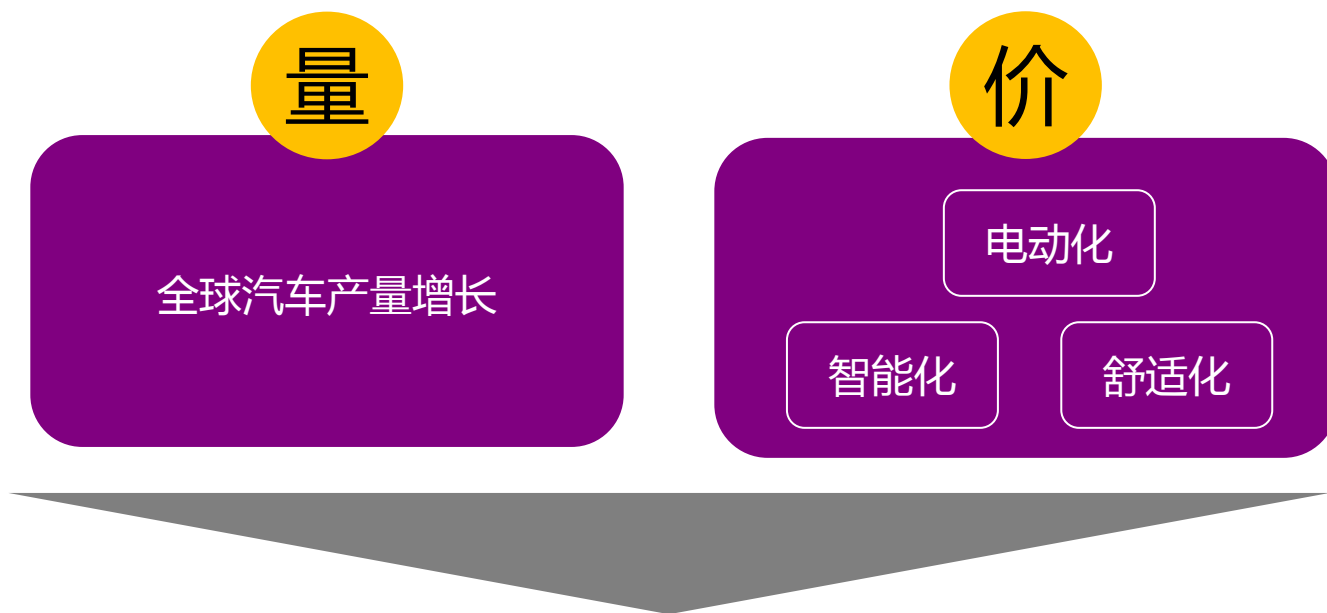 量
价
全球汽车产量增长
电动化
智能化
舒适化